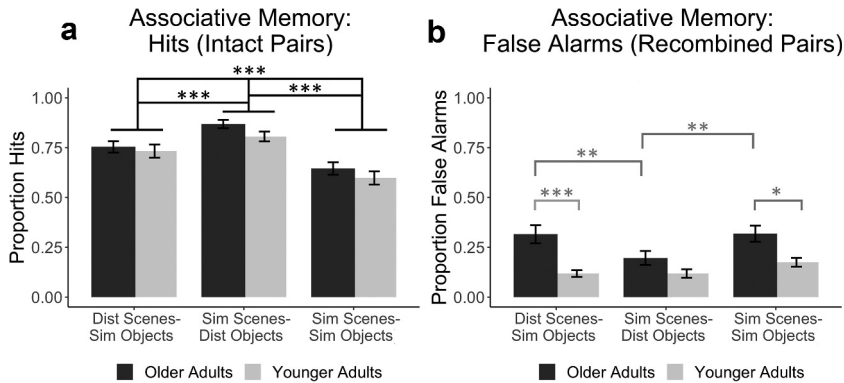 a
Associative Memory:
Hits (Intact Pairs)
***
***
***
Proportion Hits
1.00
0.75
0.50
0.25
0.00
Dist Scenes-
Sim Objects
Sim Scenes-
Dist Objects
Sim Scenes-
Sim Objects
Older Adults
Younger Adults
b
Associative Memory:
False Alarms (Recombined Pairs)
**
**
***
*
Proportion False Alarms
1.00
0.75
0.50
0.25
0.00
Dist Scenes-
Sim Objects
Sim Scenes-
Dist Objects
Sim Scenes-
Sim Objects
Older Adults
Younger Adults